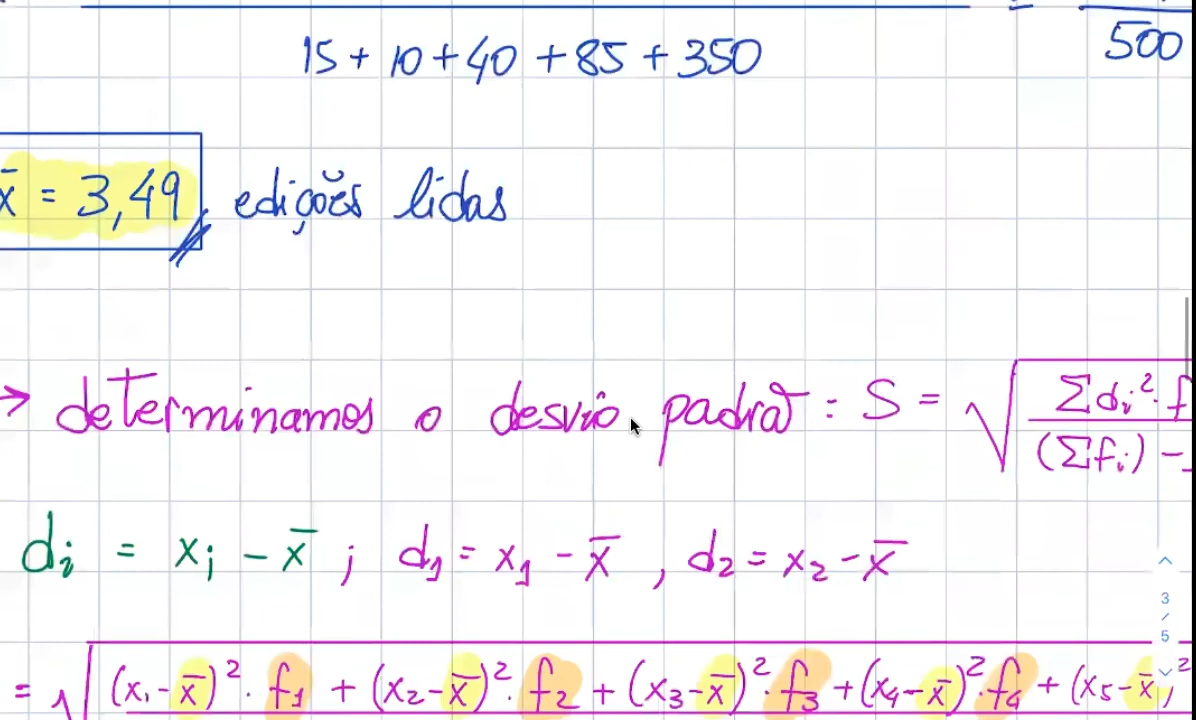 15 + 10 + 40 + 85 + 350 = 500
x̄ = 3,49 edições lidas
→ determinamos o desvio padrão : S = √ Σdi² · f / (Σfi) -
di = xi - x̄ ; d1 = x1 - x̄ , d2 = x2 - x̄
= √ (x1 - x̄)² · f1 + (x2 - x̄)² · f2 + (x3 - x̄)² · f3 + (x4 - x̄)² · f4 + (x5 - x̄)²
3
/
5